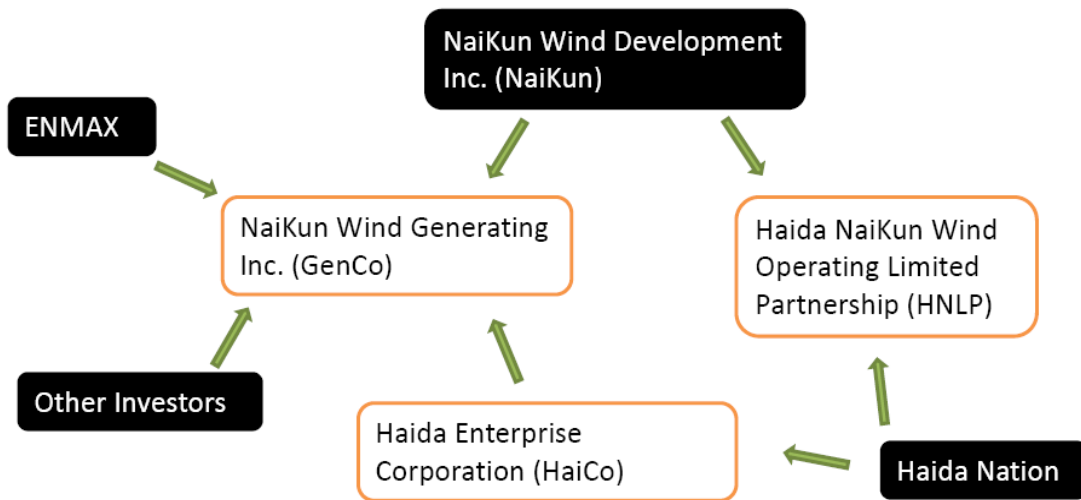 NaiKun Wind Development
Inc. (NaiKun)
ENMAX
NaiKun Wind Generating
Inc. (GenCo)
Haida NaiKun Wind
Operating Limited
Partnership (HNLP)
Other Investors
Haida Enterprise
Corporation (HaiCo)
Haida Nation